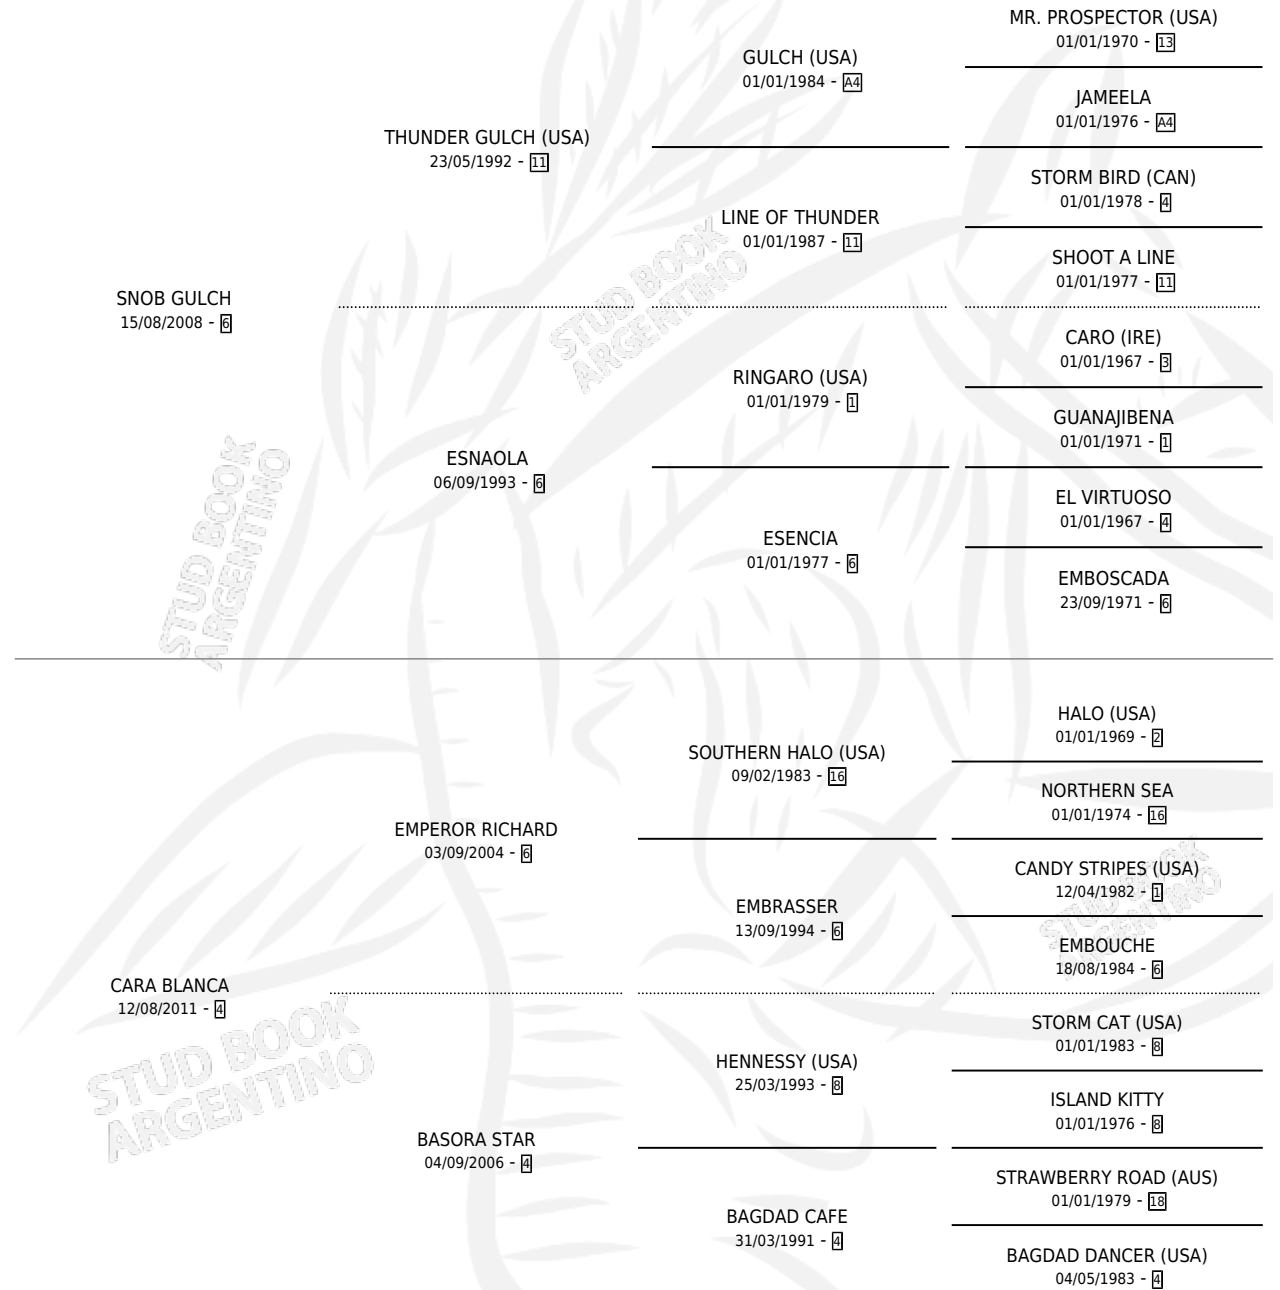 MR. PROSPECTOR (USA)
01/01/1970 - 13
GULCH (USA)
01/01/1984 - A4
JAMEELA
01/01/1976 - A4
THUNDER GULCH (USA)
23/05/1992 - 11
STORM BIRD (CAN)
01/01/1978 - 4
LINE OF THUNDER
01/01/1987 - 11
SHOOT A LINE
01/01/1977 - 11
SNOB GULCH
15/08/2008 - 6
CARO (IRE)
01/01/1967 - 3
RINGARO (USA)
01/01/1979 - 1
GUANAJIBENA
01/01/1971 - 1
ESNAOLA
06/09/1993 - 6
EL VIRTUOSO
01/01/1967 - 4
ESENCIA
01/01/1977 - 6
EMBOSCADA
23/09/1971 - 6
HALO (USA)
01/01/1969 - 2
SOUTHERN HALO (USA)
09/02/1983 - 16
NORTHERN SEA
01/01/1974 - 16
EMPEROR RICHARD
03/09/2004 - 6
CANDY STRIPES (USA)
12/04/1982 - 1
EMBRASSER
13/09/1994 - 6
EMBOUCHE
18/08/1984 - 6
CARA BLANCA
12/08/2011 - 4
STORM CAT (USA)
01/01/1983 - 8
HENNESSY (USA)
25/03/1993 - 8
ISLAND KITTY
01/01/1976 - 8
BASORA STAR
04/09/2006 - 4
STRAWBERRY ROAD (AUS)
01/01/1979 - 18
BAGDAD CAFE
31/03/1991 - 4
BAGDAD DANCER (USA)
04/05/1983 - 4
STUD BOOK
ARGENTINO
STUD BOOK
ARGENTINO
STUD BOOK
ARGENTINO
STUD BOOK
ARGENTINO